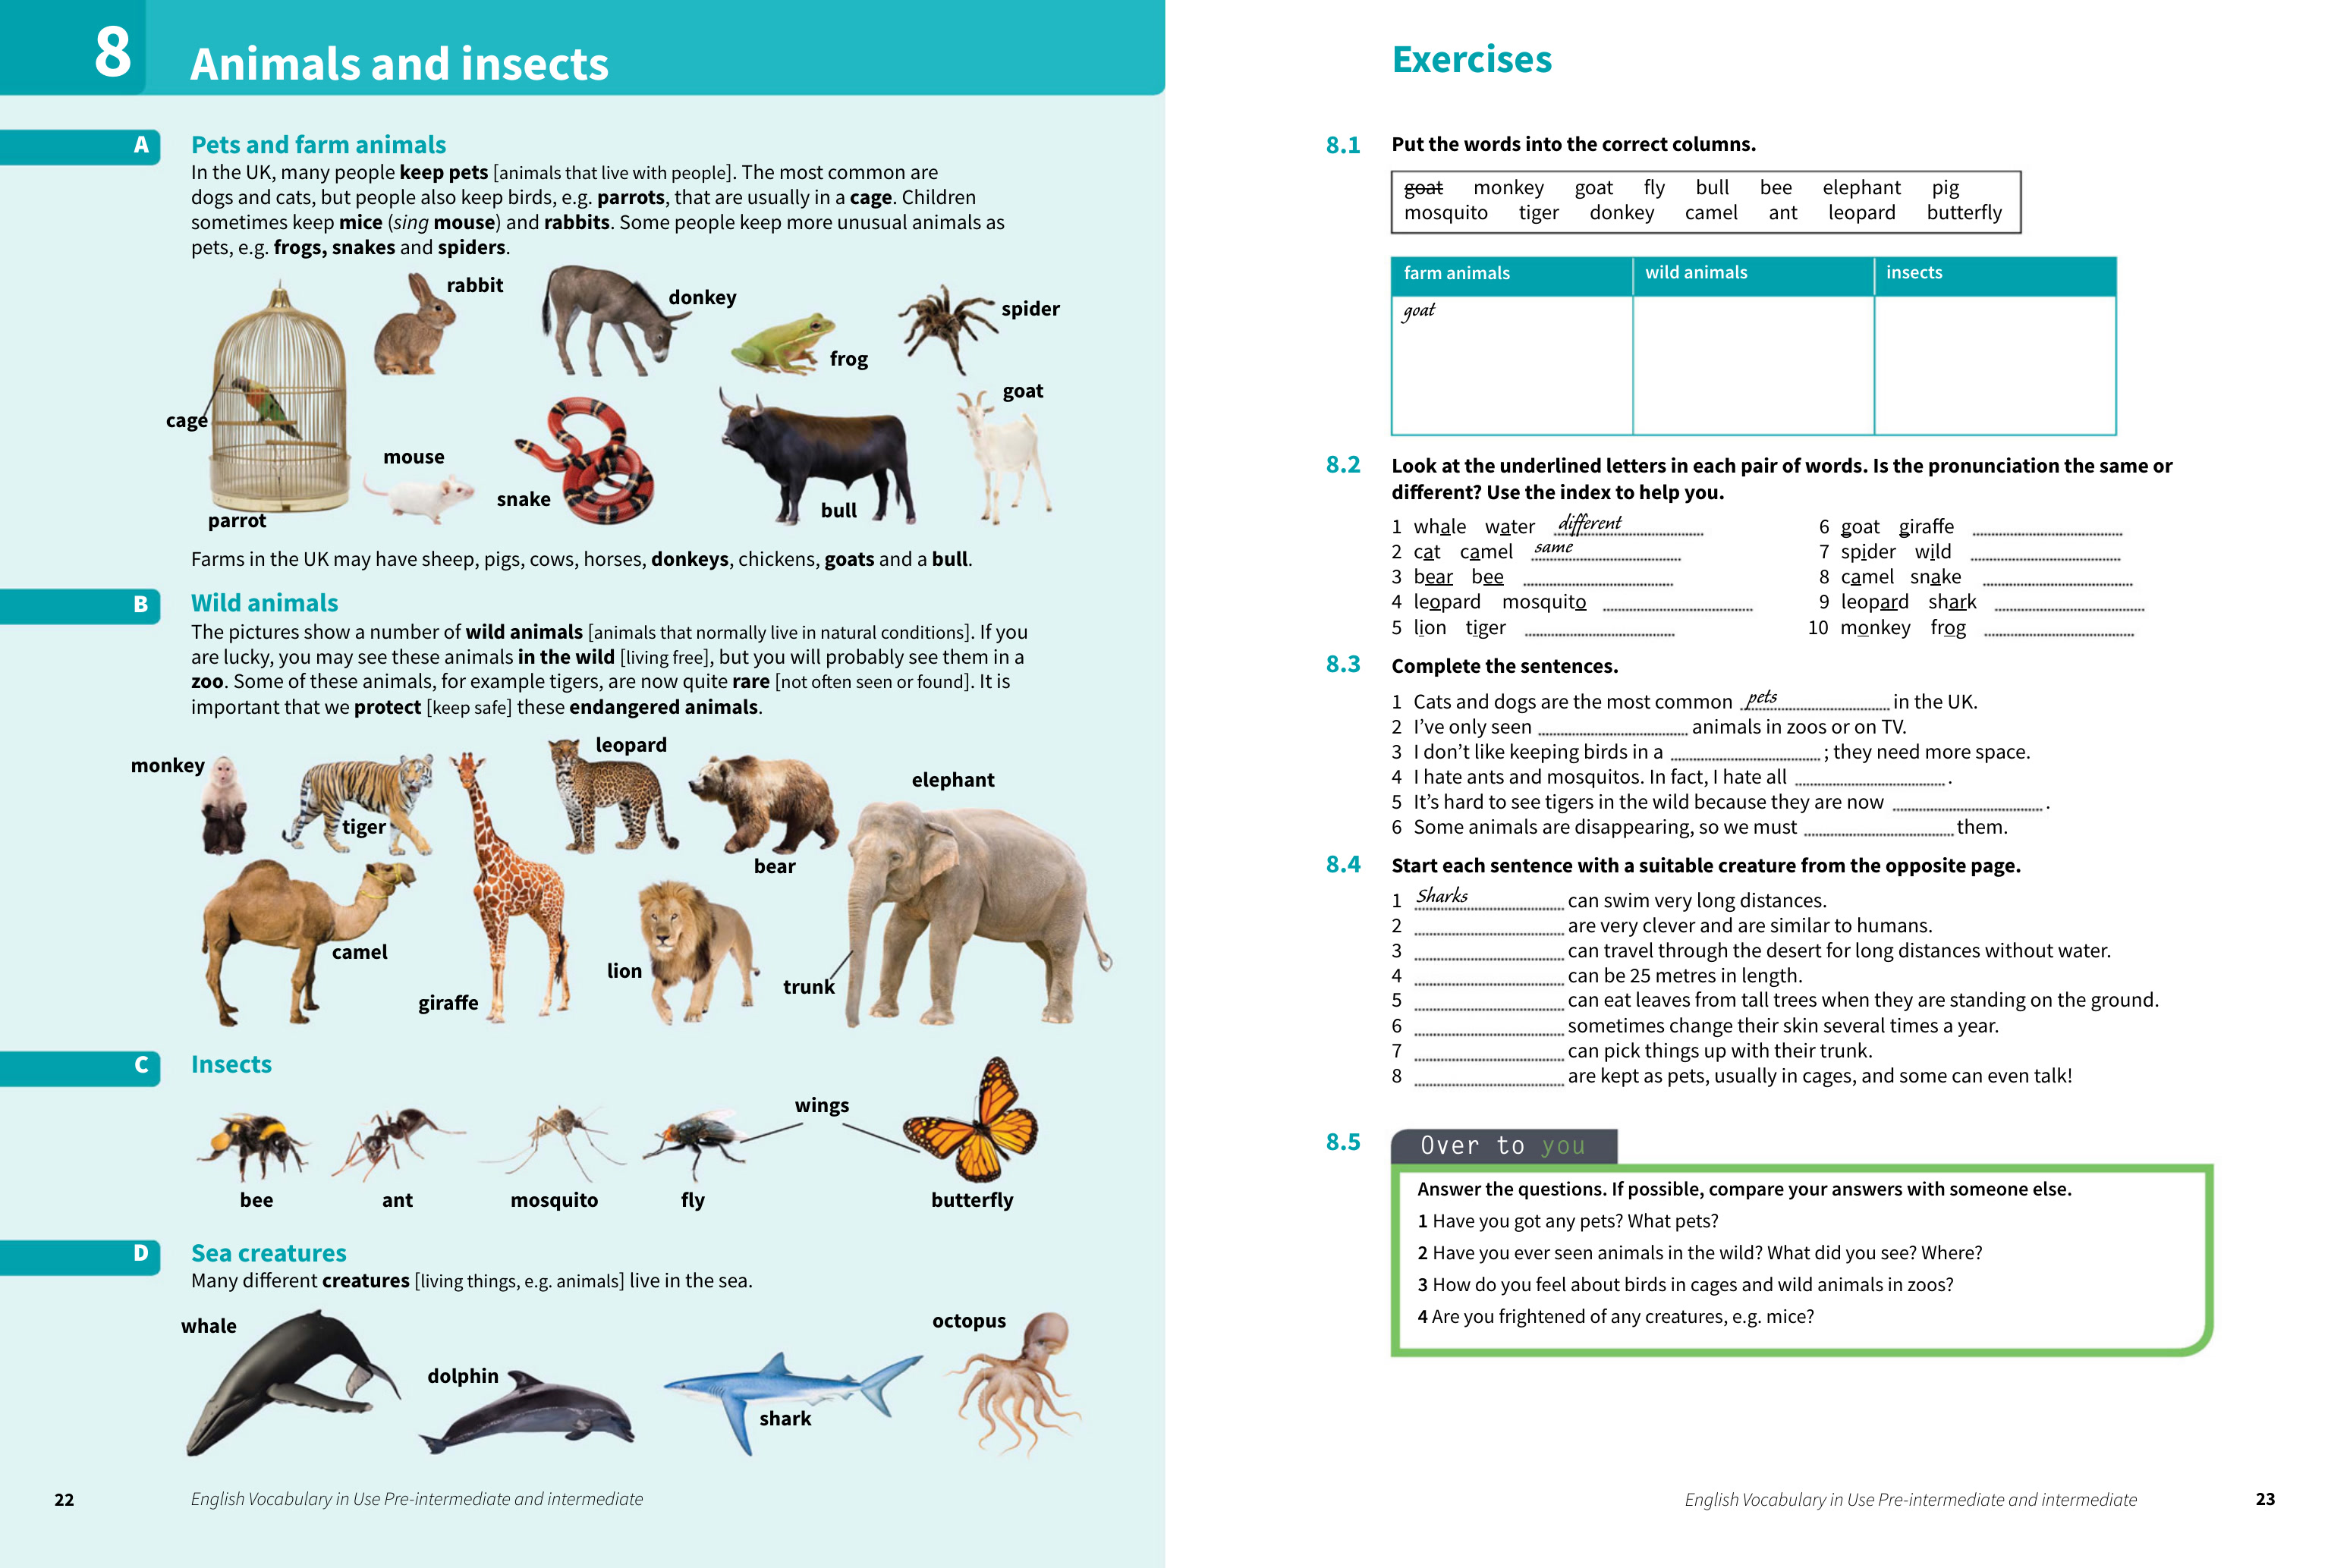 8
Animals and insects
A
Pets and farm animals
In the UK, many people keep pets [animals that live with people]. The most common are
dogs and cats, but people also keep birds, e.g. parrots, that are usually in a cage. Children
sometimes keep mice (sing mouse) and rabbits. Some people keep more unusual animals as
pets, e.g. frogs, snakes and spiders.
rabbit
donkey
spider
frog
goat
cage
mouse
snake
bull
parrot
Farms in the UK may have sheep, pigs, cows, horses, donkeys, chickens, goats and a bull.
B
Wild animals
The pictures show a number of wild animals [animals that normally live in natural conditions]. If you
are lucky, you may see these animals in the wild [living free], but you will probably see them in a
zoo. Some of these animals, for example tigers, are now quite rare [not often seen or found]. It is
important that we protect [keep safe] these endangered animals.
monkey
leopard
elephant
tiger
bear
camel
lion
trunk
giraffe
C
Insects
wings
bee ant mosquito fly butterfly
D
Sea creatures
Many different creatures [living things, e.g. animals] live in the sea.
whale
octopus
dolphin
shark
22 English Vocabulary in Use Pre-intermediate and intermediate
Exercises
8.1 Put the words into the correct columns.
goat monkey goat fly bull bee elephant pig
mosquito tiger donkey camel ant leopard butterfly
farm animals wild animals insects
goat
8.2 Look at the underlined letters in each pair of words. Is the pronunciation the same or
different? Use the index to help you.
1 whale water different
2 cat camel same
3 bear bee
4 leopard mosquito
5 lion tiger
6 goat giraffe
7 spider wild
8 camel snake
9 leopard shark
10 monkey frog
8.3 Complete the sentences.
1 Cats and dogs are the most common pets in the UK.
2 I've only seen animals in zoos or on TV.
3 I don't like keeping birds in a ; they need more space.
4 I hate ants and mosquitos. In fact, I hate all .
5 It's hard to see tigers in the wild because they are now .
6 Some animals are disappearing, so we must them.
8.4 Start each sentence with a suitable creature from the opposite page.
1 Sharks can swim very long distances.
2 are very clever and are similar to humans.
3 can travel through the desert for long distances without water.
4 can be 25 metres in length.
5 can eat leaves from tall trees when they are standing on the ground.
6 sometimes change their skin several times a year.
7 can pick things up with their trunk.
8 are kept as pets, usually in cages, and some can even talk!
8.5 Over to you
Answer the questions. If possible, compare your answers with someone else.
1 Have you got any pets? What pets?
2 Have you ever seen animals in the wild? What did you see? Where?
3 How do you feel about birds in cages and wild animals in zoos?
4 Are you frightened of any creatures, e.g. mice?
English Vocabulary in Use Pre-intermediate and intermediate 23